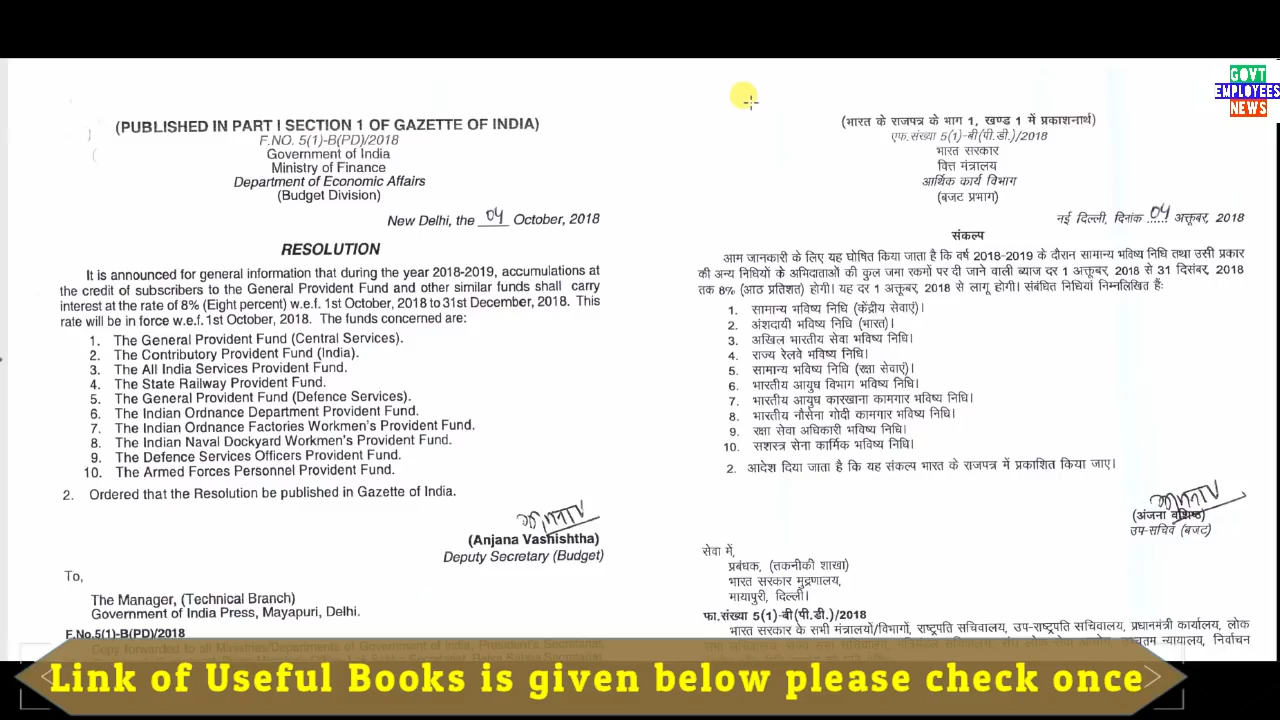 GOVT
EMPLOYEES
NEWS
(PUBLISHED IN PART I SECTION 1 OF GAZETTE OF INDIA)
F.NO. 5(1)-B(PD)/2018
Government of India
Ministry of Finance
Department of Economic Affairs
(Budget Division)
New Delhi, the 04 October, 2018
RESOLUTION
It is announced for general information that during the year 2018-2019, accumulations at
the credit of subscribers to the General Provident Fund and other similar funds shall carry
interest at the rate of 8% (Eight percent) w.e.f. 1st October, 2018 to 31st December, 2018. This
rate will be in force w.e.f. 1st October, 2018. The funds concerned are:
1. The General Provident Fund (Central Services).
2. The Contributory Provident Fund (India).
3. The All India Services Provident Fund.
4. The State Railway Provident Fund.
5. The General Provident Fund (Defence Services).
6. The Indian Ordnance Department Provident Fund.
7. The Indian Ordnance Factories Workmen's Provident Fund.
8. The Indian Naval Dockyard Workmen's Provident Fund.
9. The Defence Services Officers Provident Fund.
10. The Armed Forces Personnel Provident Fund.
2. Ordered that the Resolution be published in Gazette of India.
(Anjana Vashishtha)
Deputy Secretary (Budget)
To,
The Manager, (Technical Branch)
Government of India Press, Mayapuri, Delhi.
F.No.5(1)-B(PD)/2018
Copy forwarded to all Ministries/Departments of Government of India, President's Secretariat,
(भारत के राजपत्र के भाग 1, खण्ड 1 में प्रकाशनार्थ)
एफ.संख्या 5(1)-बी(पी.डी.)/2018
भारत सरकार
वित्त मंत्रालय
आर्थिक कार्य विभाग
(बजट प्रभाग)
नई दिल्ली, दिनांक 04 अक्टूबर, 2018
संकल्प
आम जानकारी के लिए यह घोषित किया जाता है कि वर्ष 2018-2019 के दौरान सामान्य भविष्य निधि तथा उसी प्रकार
की अन्य निधियों के अभिदाताओं की कुल जमा रकमों पर दी जाने वाली ब्याज दर 1 अक्टूबर, 2018 से 31 दिसंबर, 2018
तक 8% (आठ प्रतिशत) होगी। यह दर 1 अक्टूबर, 2018 से लागू होगी। संबंधित निधियां निम्नलिखित हैः
1. सामान्य भविष्य निधि (केंद्रीय सेवाएं)।
2. अंशदायी भविष्य निधि (भारत)।
3. अखिल भारतीय सेवा भविष्य निधि।
4. राज्य रेलवे भविष्य निधि।
5. सामान्य भविष्य निधि (रक्षा सेवाएं)।
6. भारतीय आयुध विभाग भविष्य निधि।
7. भारतीय आयुध कारखाना कामगार भविष्य निधि।
8. भारतीय नौसेना गोदी कामगार भविष्य निधि।
9. रक्षा सेवा अधिकारी भविष्य निधि।
10. सशस्त्र सेना कार्मिक भविष्य निधि।
2. आदेश दिया जाता है कि यह संकल्प भारत के राजपत्र में प्रकाशित किया जाए।
(अंजना वशिष्ठ)
उप-सचिव (बजट)
सेवा में,
प्रबंधक, (तकनीकी शाखा)
भारत सरकार मुद्रणालय,
मायापुरी, दिल्ली।
फा.संख्या 5(1)-बी(पी.डी.)/2018
भारत सरकार के सभी मंत्रालयों/विभागों, राष्ट्रपति सचिवालय, उप-राष्ट्रपति सचिवालय, प्रधानमंत्री कार्यालय, लोक
न्यायालय, निर्वाचन
Link of Useful Books is given below please check once